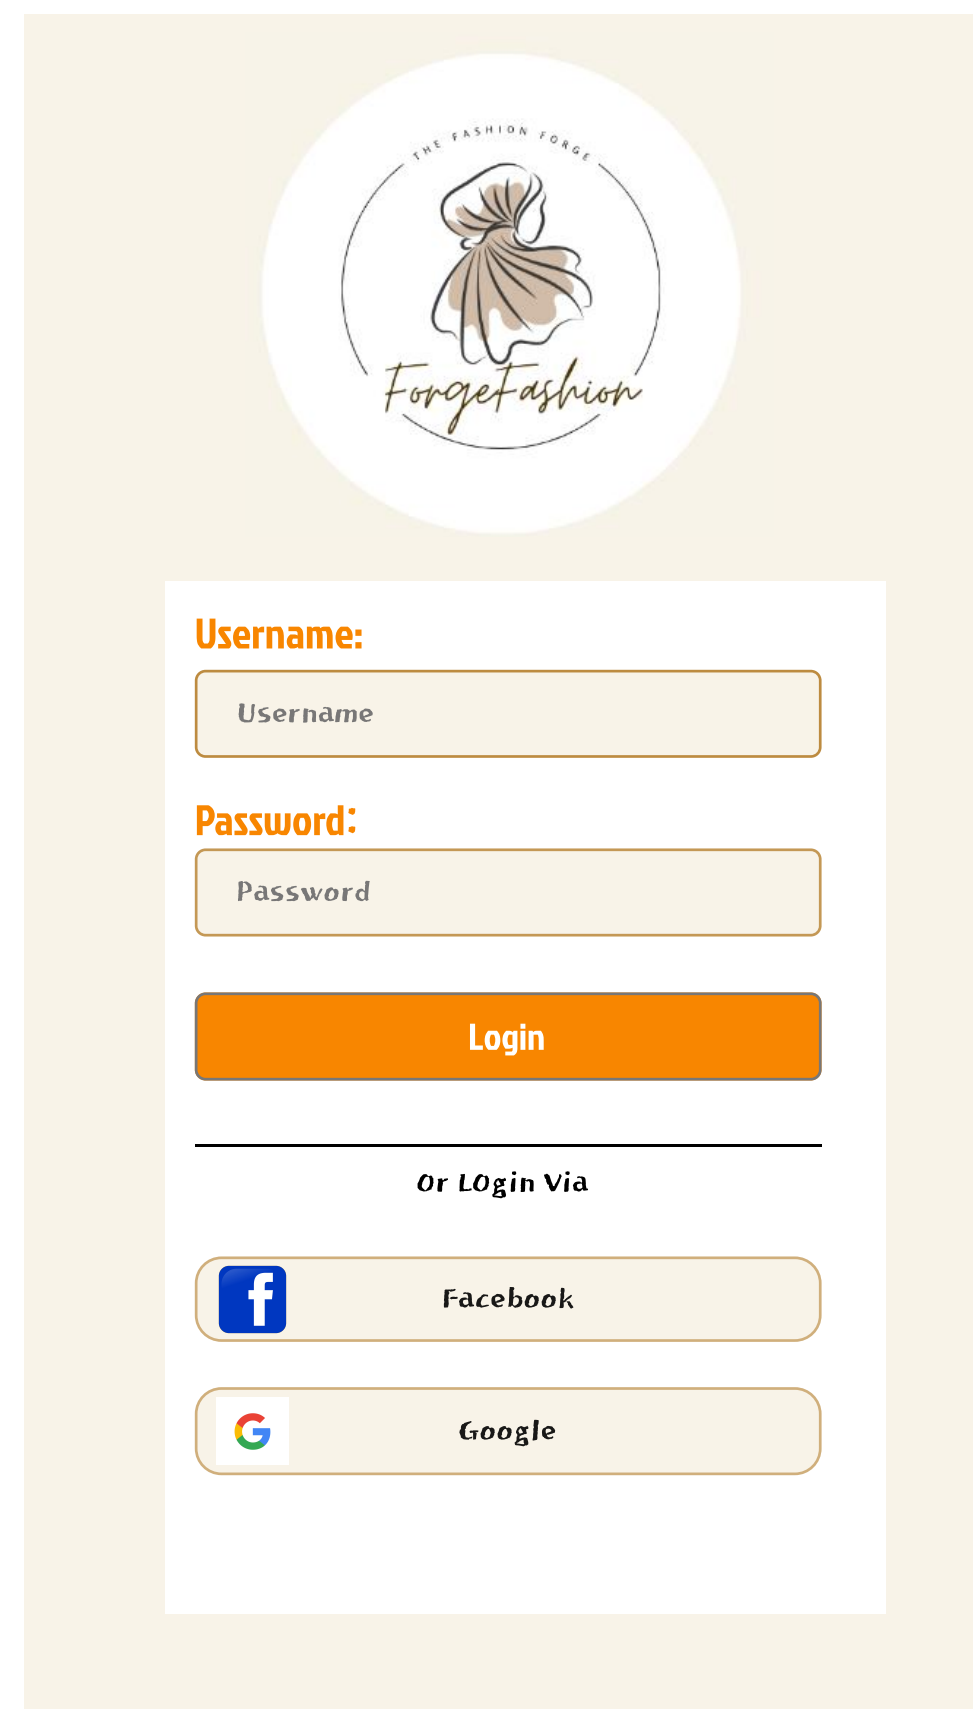 THE FASHION FORGE
ForgeFashion
Username:
Username
Password:
Password
Login
Or LOgin Via
f
Facebook
G
Google